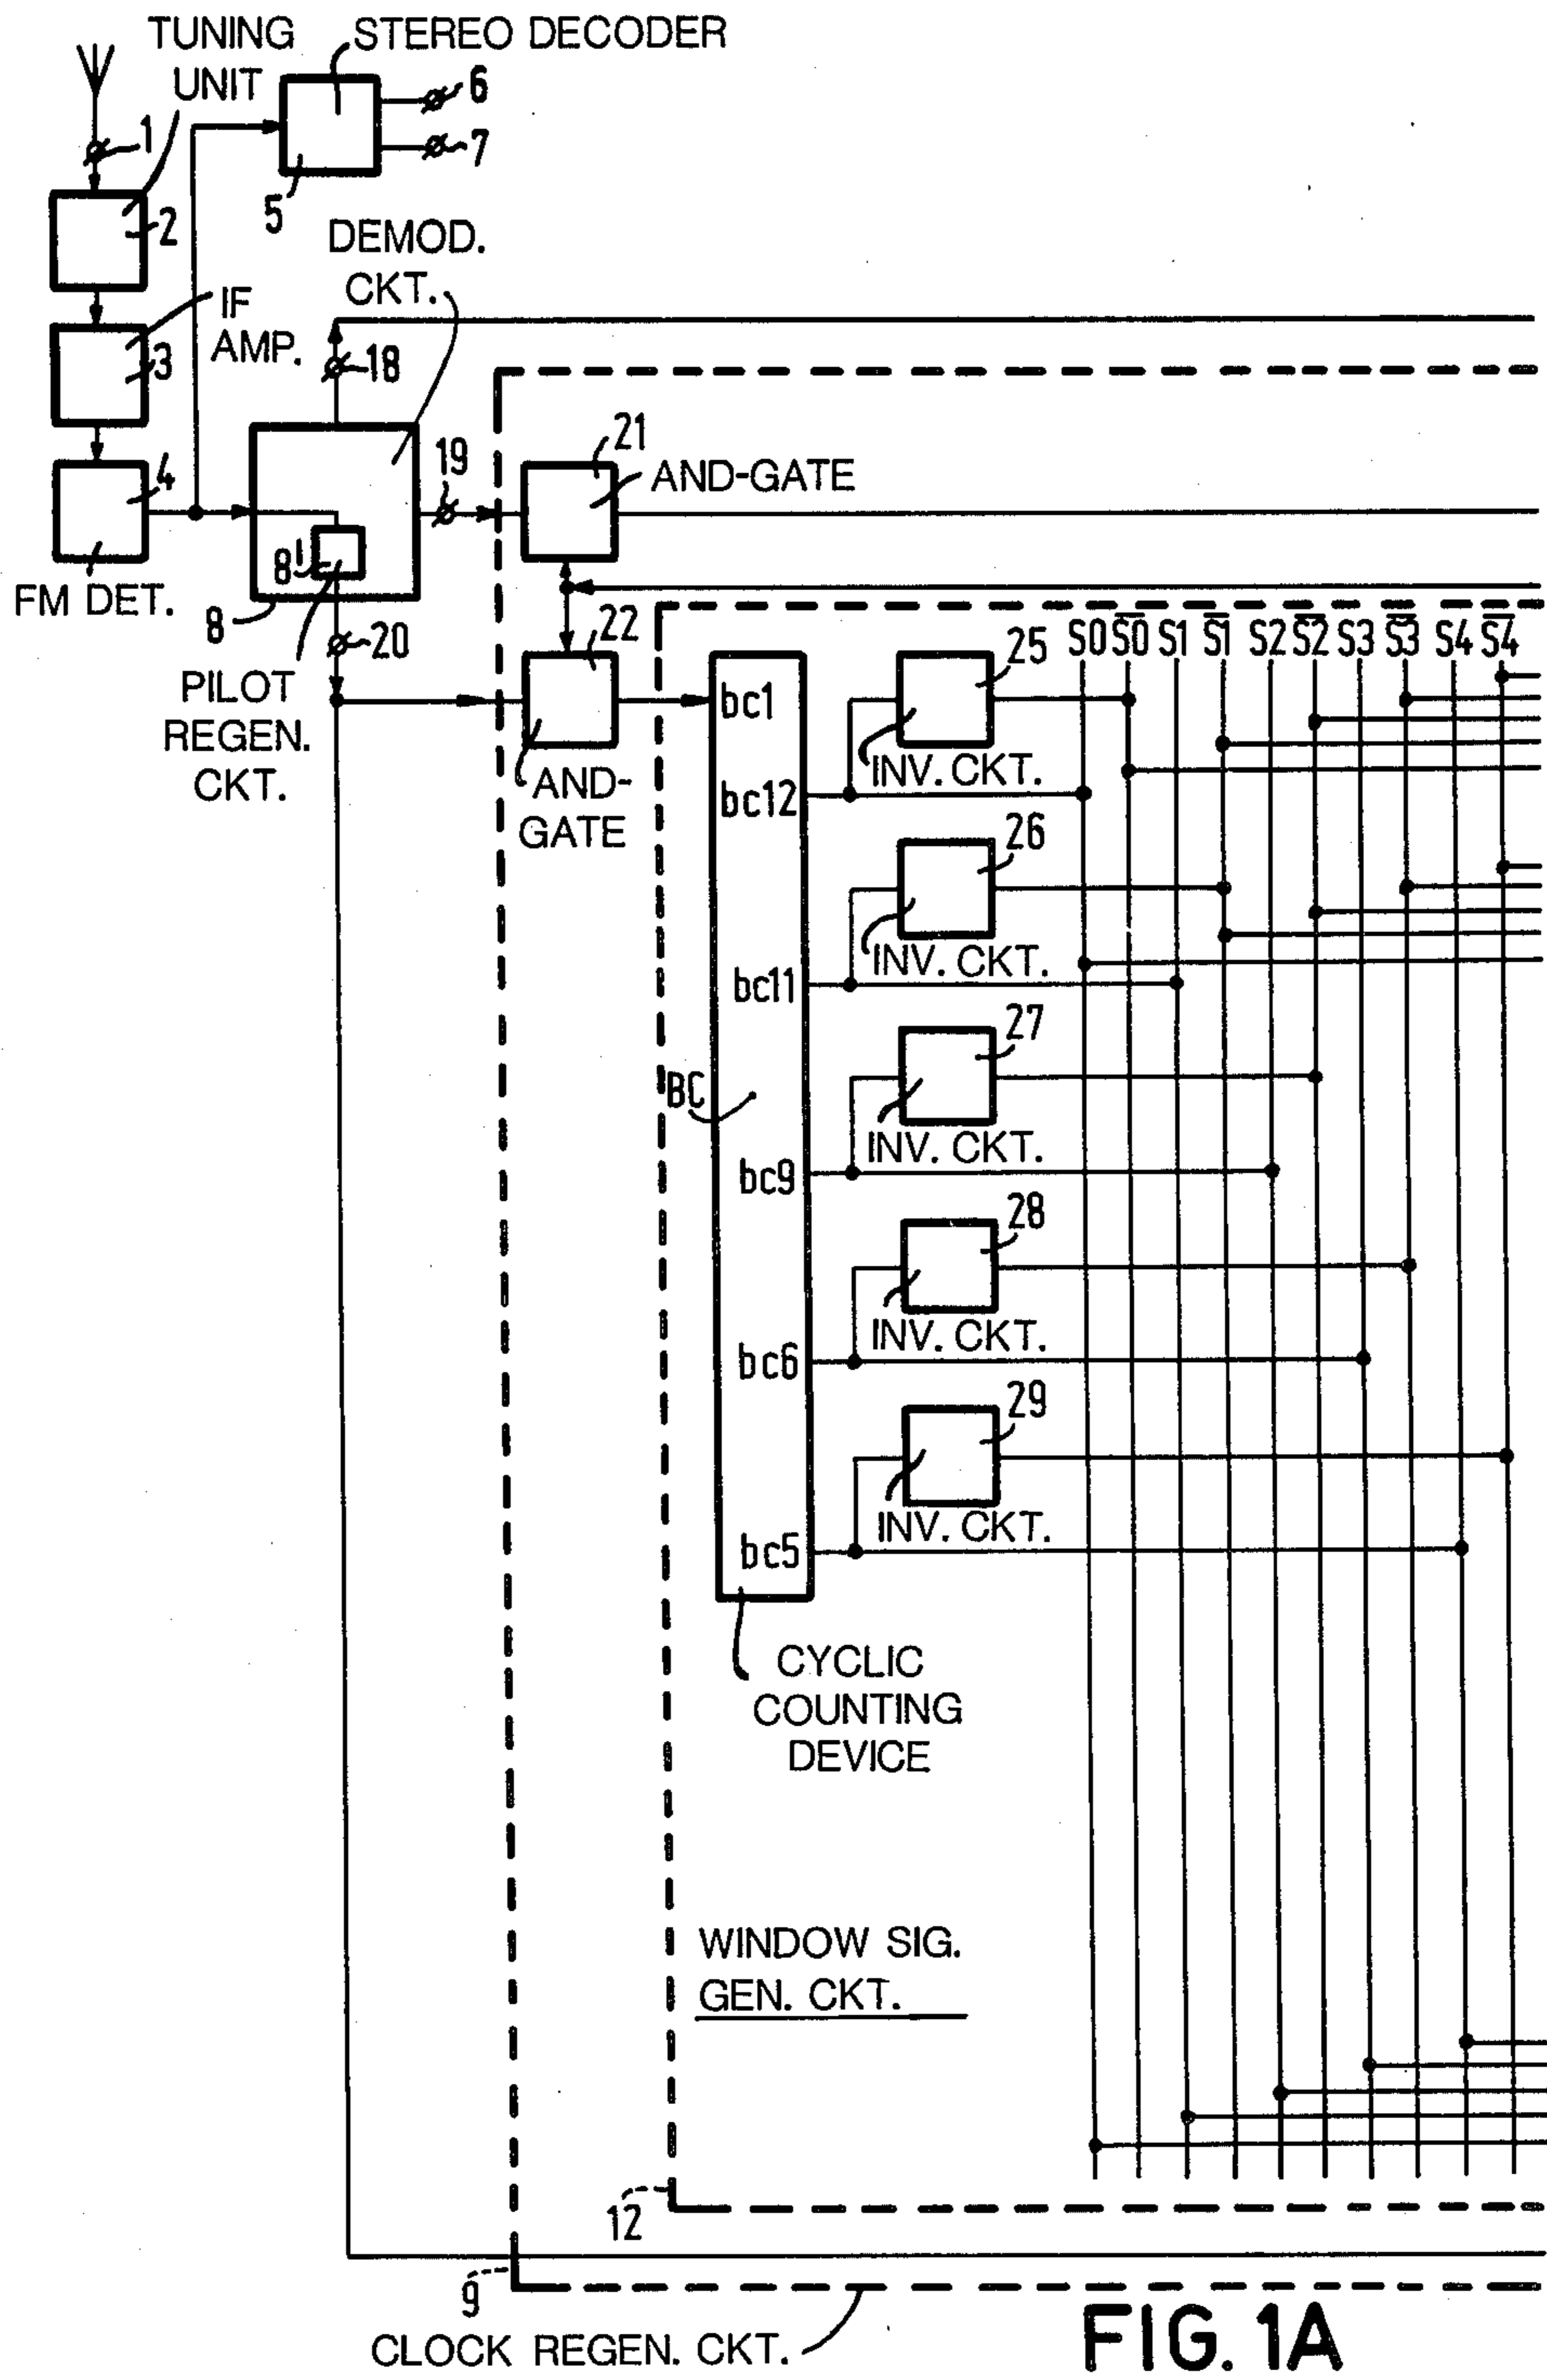 TUNING
UNIT
STEREO DECODER
1
6
7
5
2
DEMOD.
CKT.
IF
AMP.
3
18
4
19
21
AND-GATE
8'
FM DET.
8
20
22
PILOT
REGEN.
CKT.
AND-
GATE
S0 S̅0̅ S1 S̅1̅ S2 S̅2̅ S3 S̅3̅ S4 S̅4̅
bc1
25
INV. CKT.
bc12
26
INV. CKT.
bc11
27
BC
INV. CKT.
bc9
28
INV. CKT.
bc6
29
INV. CKT.
bc5
CYCLIC
COUNTING
DEVICE
WINDOW SIG.
GEN. CKT.
12
9
CLOCK REGEN. CKT.
FIG. 1A